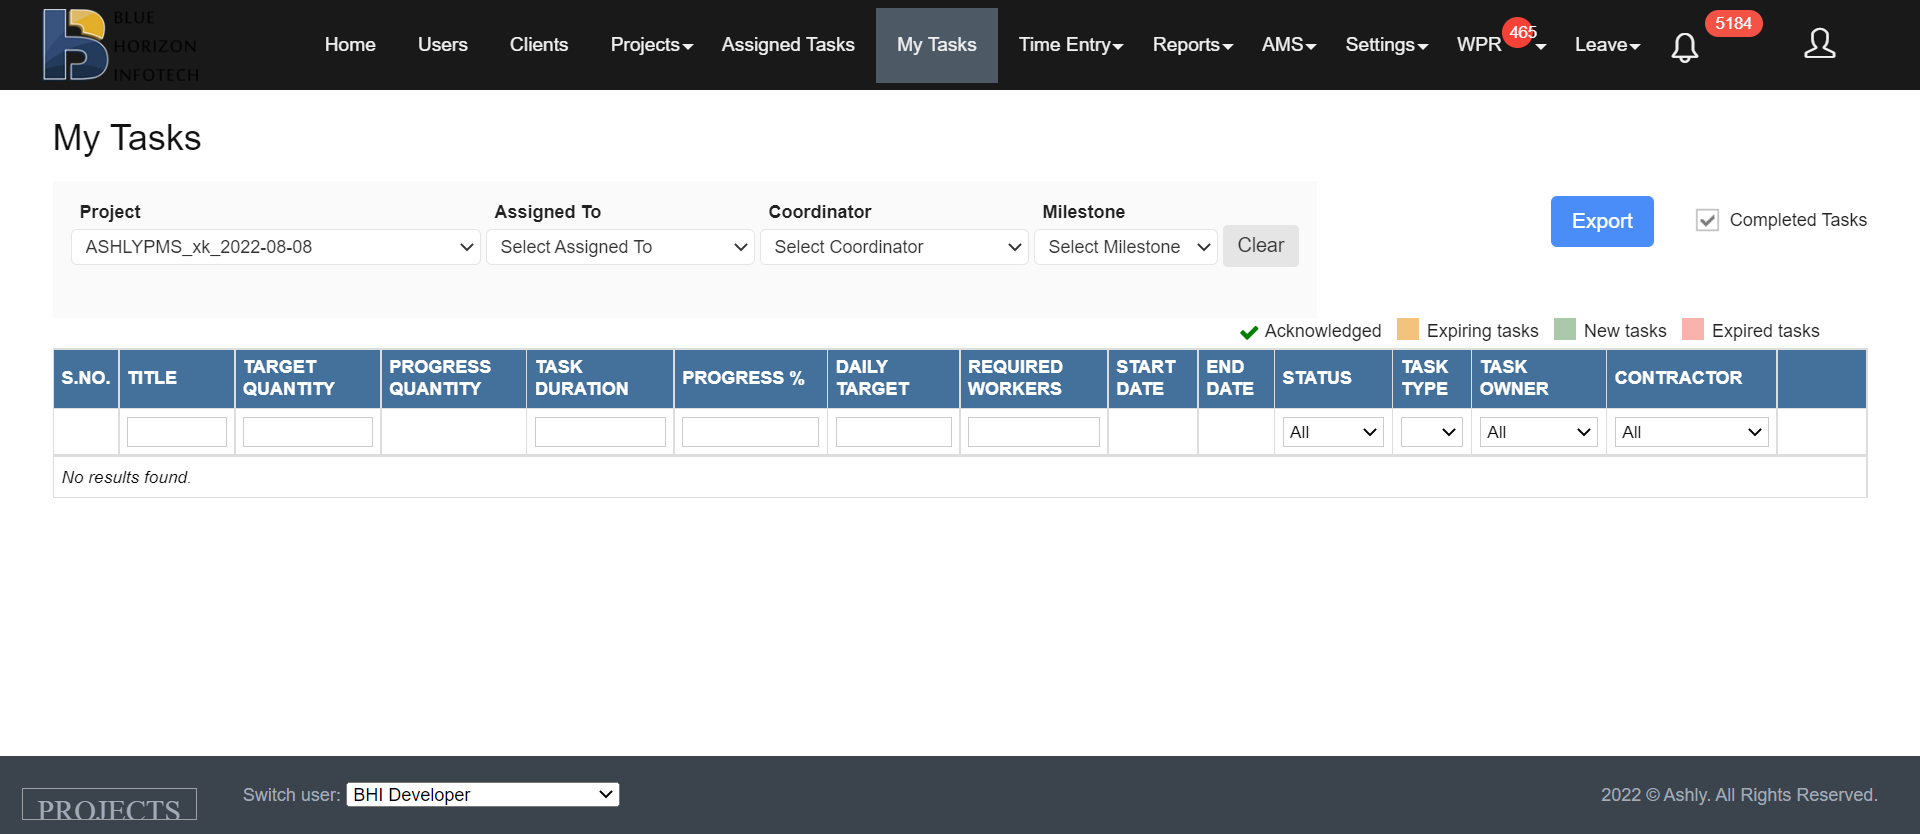 BLUE
HORIZON
INFOTECH
Home Users Clients Projects Assigned Tasks My Tasks Time Entry Reports AMS Settings WPR 465 Leave 5184
My Tasks
Project Assigned To Coordinator Milestone
ASHLYPMS_xk_2022-08-08 Select Assigned To Select Coordinator Select Milestone Clear
Export Completed Tasks
Acknowledged Expiring tasks New tasks Expired tasks
S.NO. TITLE TARGET QUANTITY PROGRESS QUANTITY TASK DURATION PROGRESS % DAILY TARGET REQUIRED WORKERS START DATE END DATE STATUS TASK TYPE TASK OWNER CONTRACTOR
All All All
No results found.
PROJECTS Switch user: BHI Developer 2022 © Ashly. All Rights Reserved.